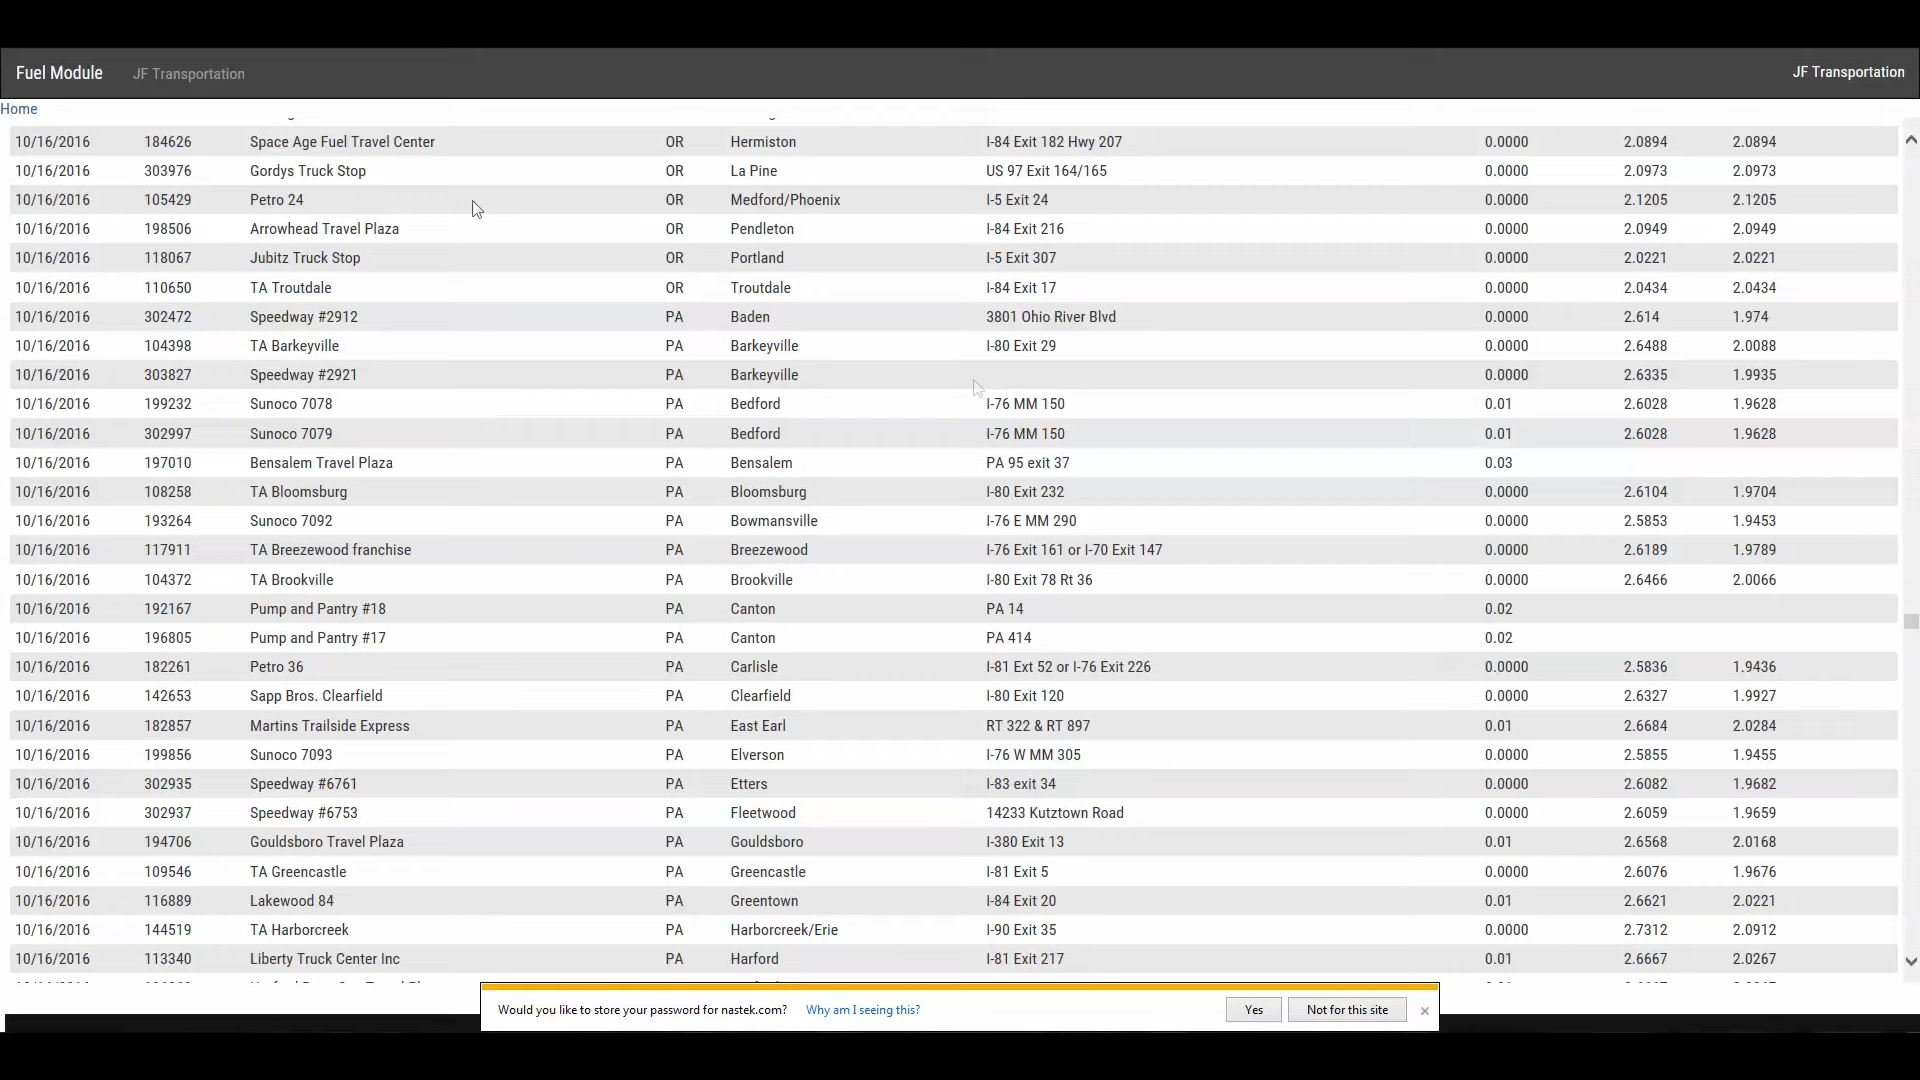 Fuel Module JF Transportation JF Transportation
Home
10/16/2016 184626 Space Age Fuel Travel Center OR Hermiston I-84 Exit 182 Hwy 207 0.0000 2.0894 2.0894
10/16/2016 303976 Gordys Truck Stop OR La Pine US 97 Exit 164/165 0.0000 2.0973 2.0973
10/16/2016 105429 Petro 24 OR Medford/Phoenix I-5 Exit 24 0.0000 2.1205 2.1205
10/16/2016 198506 Arrowhead Travel Plaza OR Pendleton I-84 Exit 216 0.0000 2.0949 2.0949
10/16/2016 118067 Jubitz Truck Stop OR Portland I-5 Exit 307 0.0000 2.0221 2.0221
10/16/2016 110650 TA Troutdale OR Troutdale I-84 Exit 17 0.0000 2.0434 2.0434
10/16/2016 302472 Speedway #2912 PA Baden 3801 Ohio River Blvd 0.0000 2.614 1.974
10/16/2016 104398 TA Barkeyville PA Barkeyville I-80 Exit 29 0.0000 2.6488 2.0088
10/16/2016 303827 Speedway #2921 PA Barkeyville 0.0000 2.6335 1.9935
10/16/2016 199232 Sunoco 7078 PA Bedford I-76 MM 150 0.01 2.6028 1.9628
10/16/2016 302997 Sunoco 7079 PA Bedford I-76 MM 150 0.01 2.6028 1.9628
10/16/2016 197010 Bensalem Travel Plaza PA Bensalem PA 95 exit 37 0.03
10/16/2016 108258 TA Bloomsburg PA Bloomsburg I-80 Exit 232 0.0000 2.6104 1.9704
10/16/2016 193264 Sunoco 7092 PA Bowmansville I-76 E MM 290 0.0000 2.5853 1.9453
10/16/2016 117911 TA Breezewood franchise PA Breezewood I-76 Exit 161 or I-70 Exit 147 0.0000 2.6189 1.9789
10/16/2016 104372 TA Brookville PA Brookville I-80 Exit 78 Rt 36 0.0000 2.6466 2.0066
10/16/2016 192167 Pump and Pantry #18 PA Canton PA 14 0.02
10/16/2016 196805 Pump and Pantry #17 PA Canton PA 414 0.02
10/16/2016 182261 Petro 36 PA Carlisle I-81 Ext 52 or I-76 Exit 226 0.0000 2.5836 1.9436
10/16/2016 142653 Sapp Bros. Clearfield PA Clearfield I-80 Exit 120 0.0000 2.6327 1.9927
10/16/2016 182857 Martins Trailside Express PA East Earl RT 322 & RT 897 0.01 2.6684 2.0284
10/16/2016 199856 Sunoco 7093 PA Elverson I-76 W MM 305 0.0000 2.5855 1.9455
10/16/2016 302935 Speedway #6761 PA Etters I-83 exit 34 0.0000 2.6082 1.9682
10/16/2016 302937 Speedway #6753 PA Fleetwood 14233 Kutztown Road 0.0000 2.6059 1.9659
10/16/2016 194706 Gouldsboro Travel Plaza PA Gouldsboro I-380 Exit 13 0.01 2.6568 2.0168
10/16/2016 109546 TA Greencastle PA Greencastle I-81 Exit 5 0.0000 2.6076 1.9676
10/16/2016 116889 Lakewood 84 PA Greentown I-84 Exit 20 0.01 2.6621 2.0221
10/16/2016 144519 TA Harborcreek PA Harborcreek/Erie I-90 Exit 35 0.0000 2.7312 2.0912
10/16/2016 113340 Liberty Truck Center Inc PA Harford I-81 Exit 217 0.01 2.6667 2.0267
Would you like to store your password for nastek.com? Why am I seeing this? Yes Not for this site